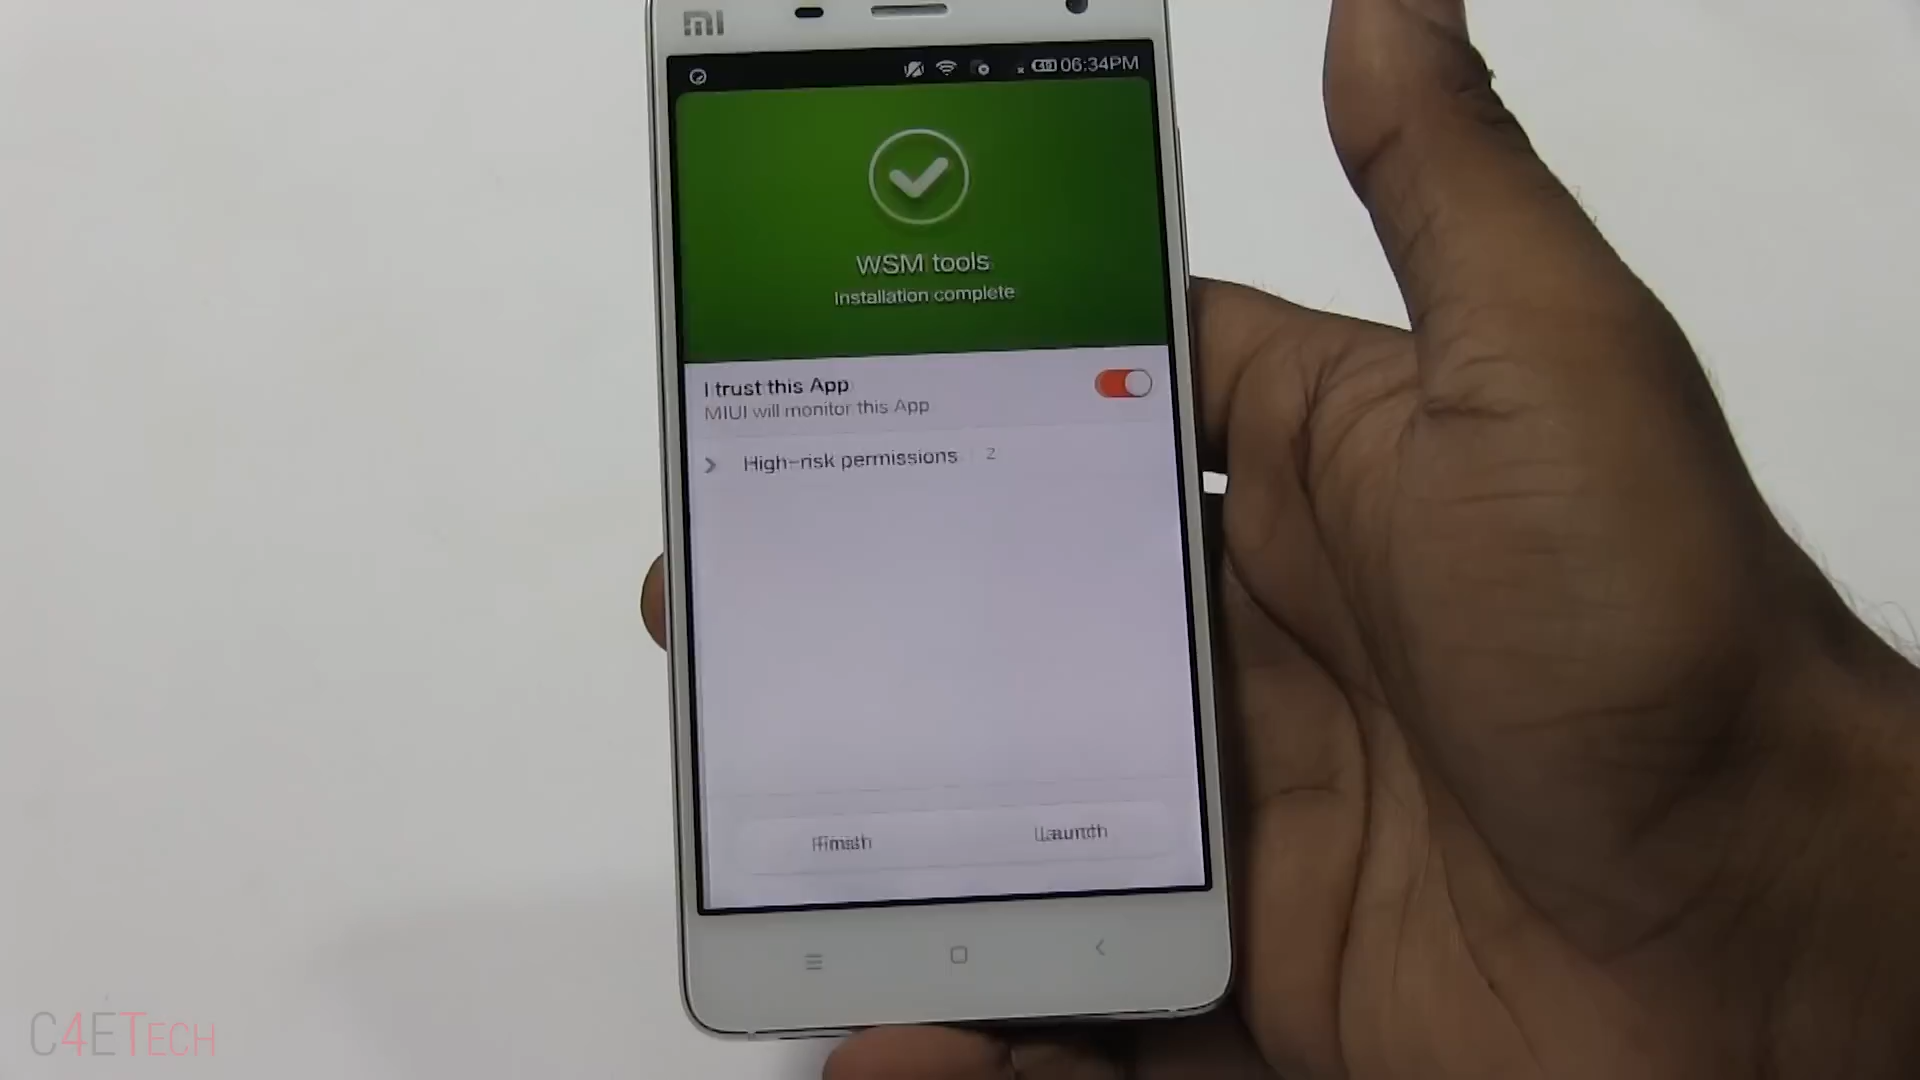 MI
49 06:34PM
WSM tools
Installation complete
I trust this App
MIUI will monitor this App
High-risk permissions 2
Finish Launch
C4ETECH